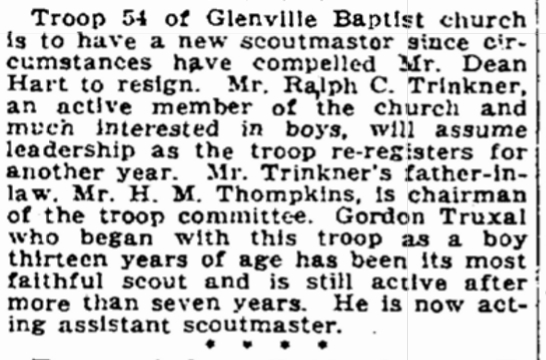 Troop 54 of Glenville Baptist church
is to have a new scoutmaster since cir-
cumstances have compelled Mr. Dean
Hart to resign. Mr. Ralph C. Trinkner,
an active member of the church and
much interested in boys, will assume
leadership as the troop re-registers for
another year. Mr. Trinkner's father-in-
law, Mr. H. M. Thompkins, is chairman
of the troop committee. Gordon Truxal
who began with this troop as a boy
thirteen years of age has been its most
faithful scout and is still active after
more than seven years. He is now act-
ing assistant scoutmaster.
* * * *